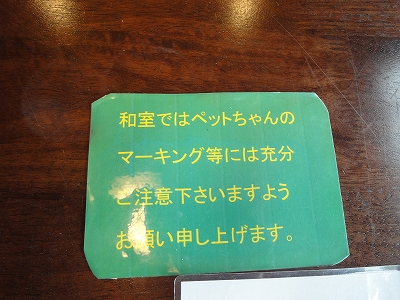 和室ではペットちゃんの
マーキング等には充分
ご注意下さいますよう
お願い申し上げます。